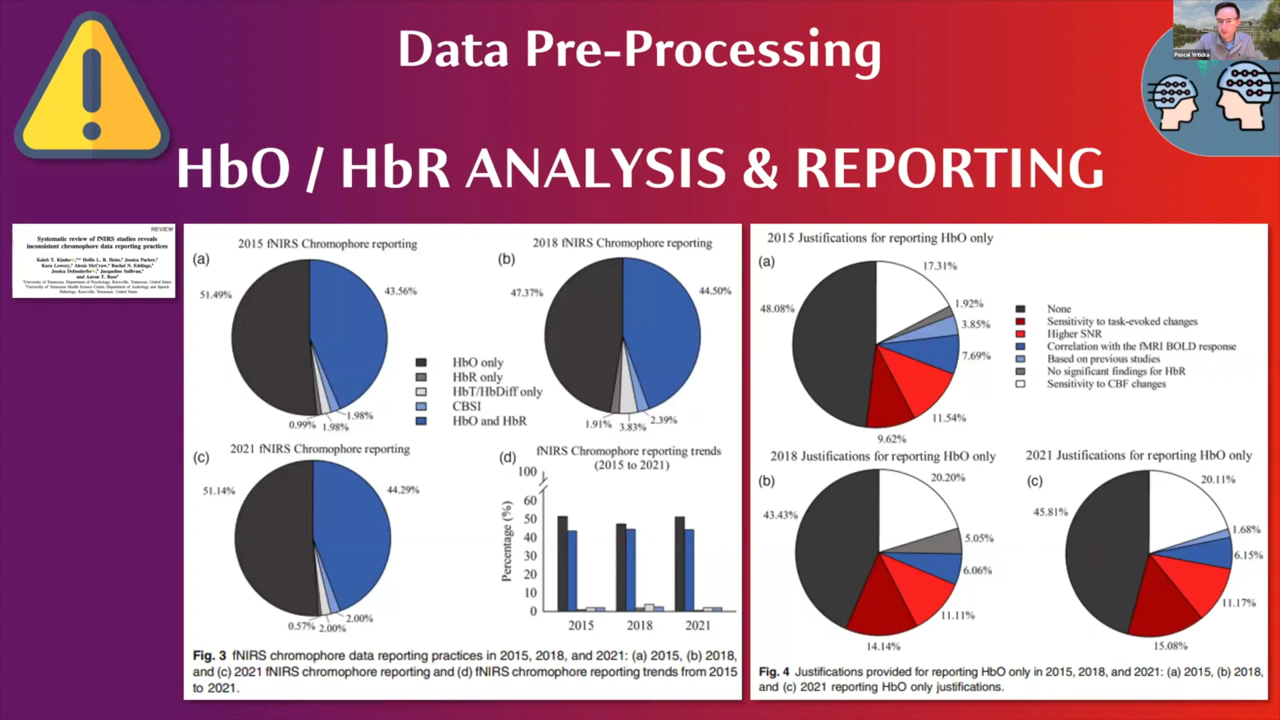 Data Pre-Processing
Pascal Vrticka
HbO / HbR ANALYSIS & REPORTING
REVIEW
Systematic review of fNIRS studies reveals
inconsistent chromophore data reporting practices
2015 fNIRS Chromophore reporting
(a)
51.49%
43.56%
0.99%
1.98%
1.98%
2018 fNIRS Chromophore reporting
(b)
47.37%
44.50%
1.91%
3.83%
2.39%
HbO only
HbR only
HbT/HbDiff only
CBSI
HbO and HbR
2021 fNIRS Chromophore reporting
(c)
51.14%
44.29%
0.57%
2.00%
2.00%
fNIRS Chromophore reporting trends
(2015 to 2021)
(d)
Percentage (%)
100
60
50
40
30
20
10
0
2015
2018
2021
Fig. 3 fNIRS chromophore data reporting practices in 2015, 2018, and 2021: (a) 2015, (b) 2018,
and (c) 2021 fNIRS chromophore reporting and (d) fNIRS chromophore reporting trends from 2015
to 2021.
2015 Justifications for reporting HbO only
(a)
17.31%
1.92%
3.85%
7.69%
11.54%
9.62%
48.08%
None
Sensitivity to task-evoked changes
Higher SNR
Correlation with the fMRI BOLD response
Based on previous studies
No significant findings for HbR
Sensitivity to CBF changes
2018 Justifications for reporting HbO only
(b)
20.20%
5.05%
6.06%
11.11%
14.14%
43.43%
2021 Justifications for reporting HbO only
(c)
20.11%
1.68%
6.15%
11.17%
15.08%
45.81%
Fig. 4 Justifications provided for reporting HbO only in 2015, 2018, and 2021: (a) 2015, (b) 2018,
and (c) 2021 reporting HbO only justifications.